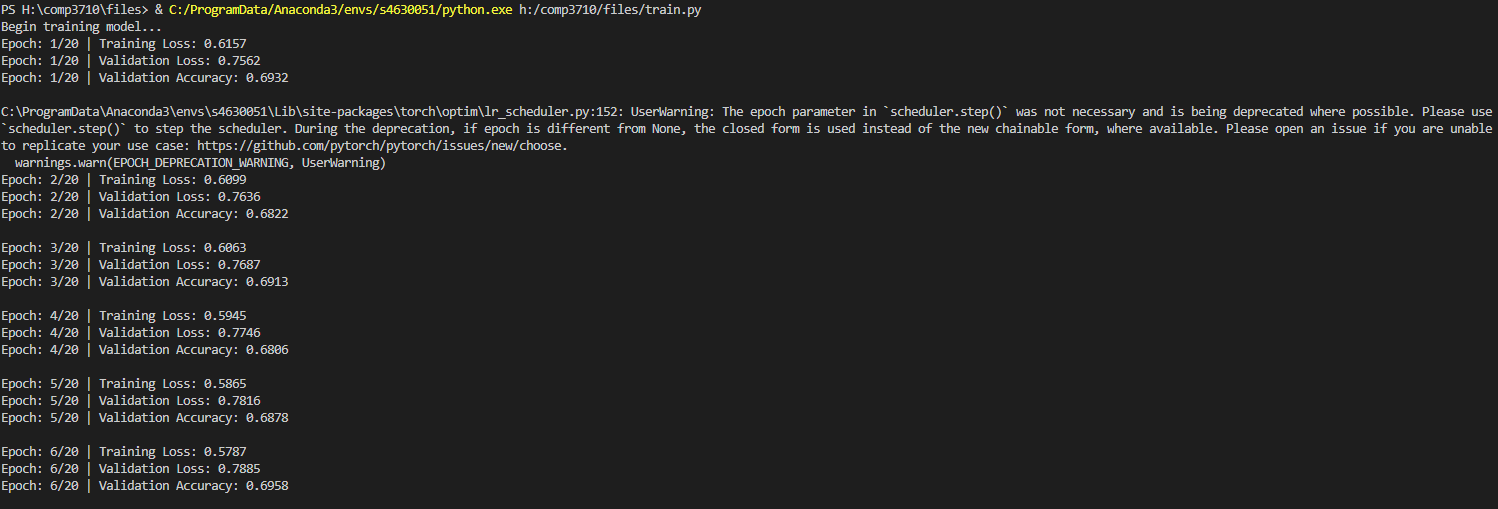 PS H:\comp3710\files> & C:/ProgramData/Anaconda3/envs/s4630051/python.exe h:/comp3710/files/train.py
Begin training model...
Epoch: 1/20 | Training Loss: 0.6157
Epoch: 1/20 | Validation Loss: 0.7562
Epoch: 1/20 | Validation Accuracy: 0.6932
C:\ProgramData\Anaconda3\envs\s4630051\Lib\site-packages\torch\optim\lr_scheduler.py:152: UserWarning: The epoch parameter in `scheduler.step()` was not necessary and is being deprecated where possible. Please use
`scheduler.step()` to step the scheduler. During the deprecation, if epoch is different from None, the closed form is used instead of the new chainable form, where available. Please open an issue if you are unable
to replicate your use case: https://github.com/pytorch/pytorch/issues/new/choose.
  warnings.warn(EPOCH_DEPRECATION_WARNING, UserWarning)
Epoch: 2/20 | Training Loss: 0.6099
Epoch: 2/20 | Validation Loss: 0.7636
Epoch: 2/20 | Validation Accuracy: 0.6822
Epoch: 3/20 | Training Loss: 0.6063
Epoch: 3/20 | Validation Loss: 0.7687
Epoch: 3/20 | Validation Accuracy: 0.6913
Epoch: 4/20 | Training Loss: 0.5945
Epoch: 4/20 | Validation Loss: 0.7746
Epoch: 4/20 | Validation Accuracy: 0.6806
Epoch: 5/20 | Training Loss: 0.5865
Epoch: 5/20 | Validation Loss: 0.7816
Epoch: 5/20 | Validation Accuracy: 0.6878
Epoch: 6/20 | Training Loss: 0.5787
Epoch: 6/20 | Validation Loss: 0.7885
Epoch: 6/20 | Validation Accuracy: 0.6958